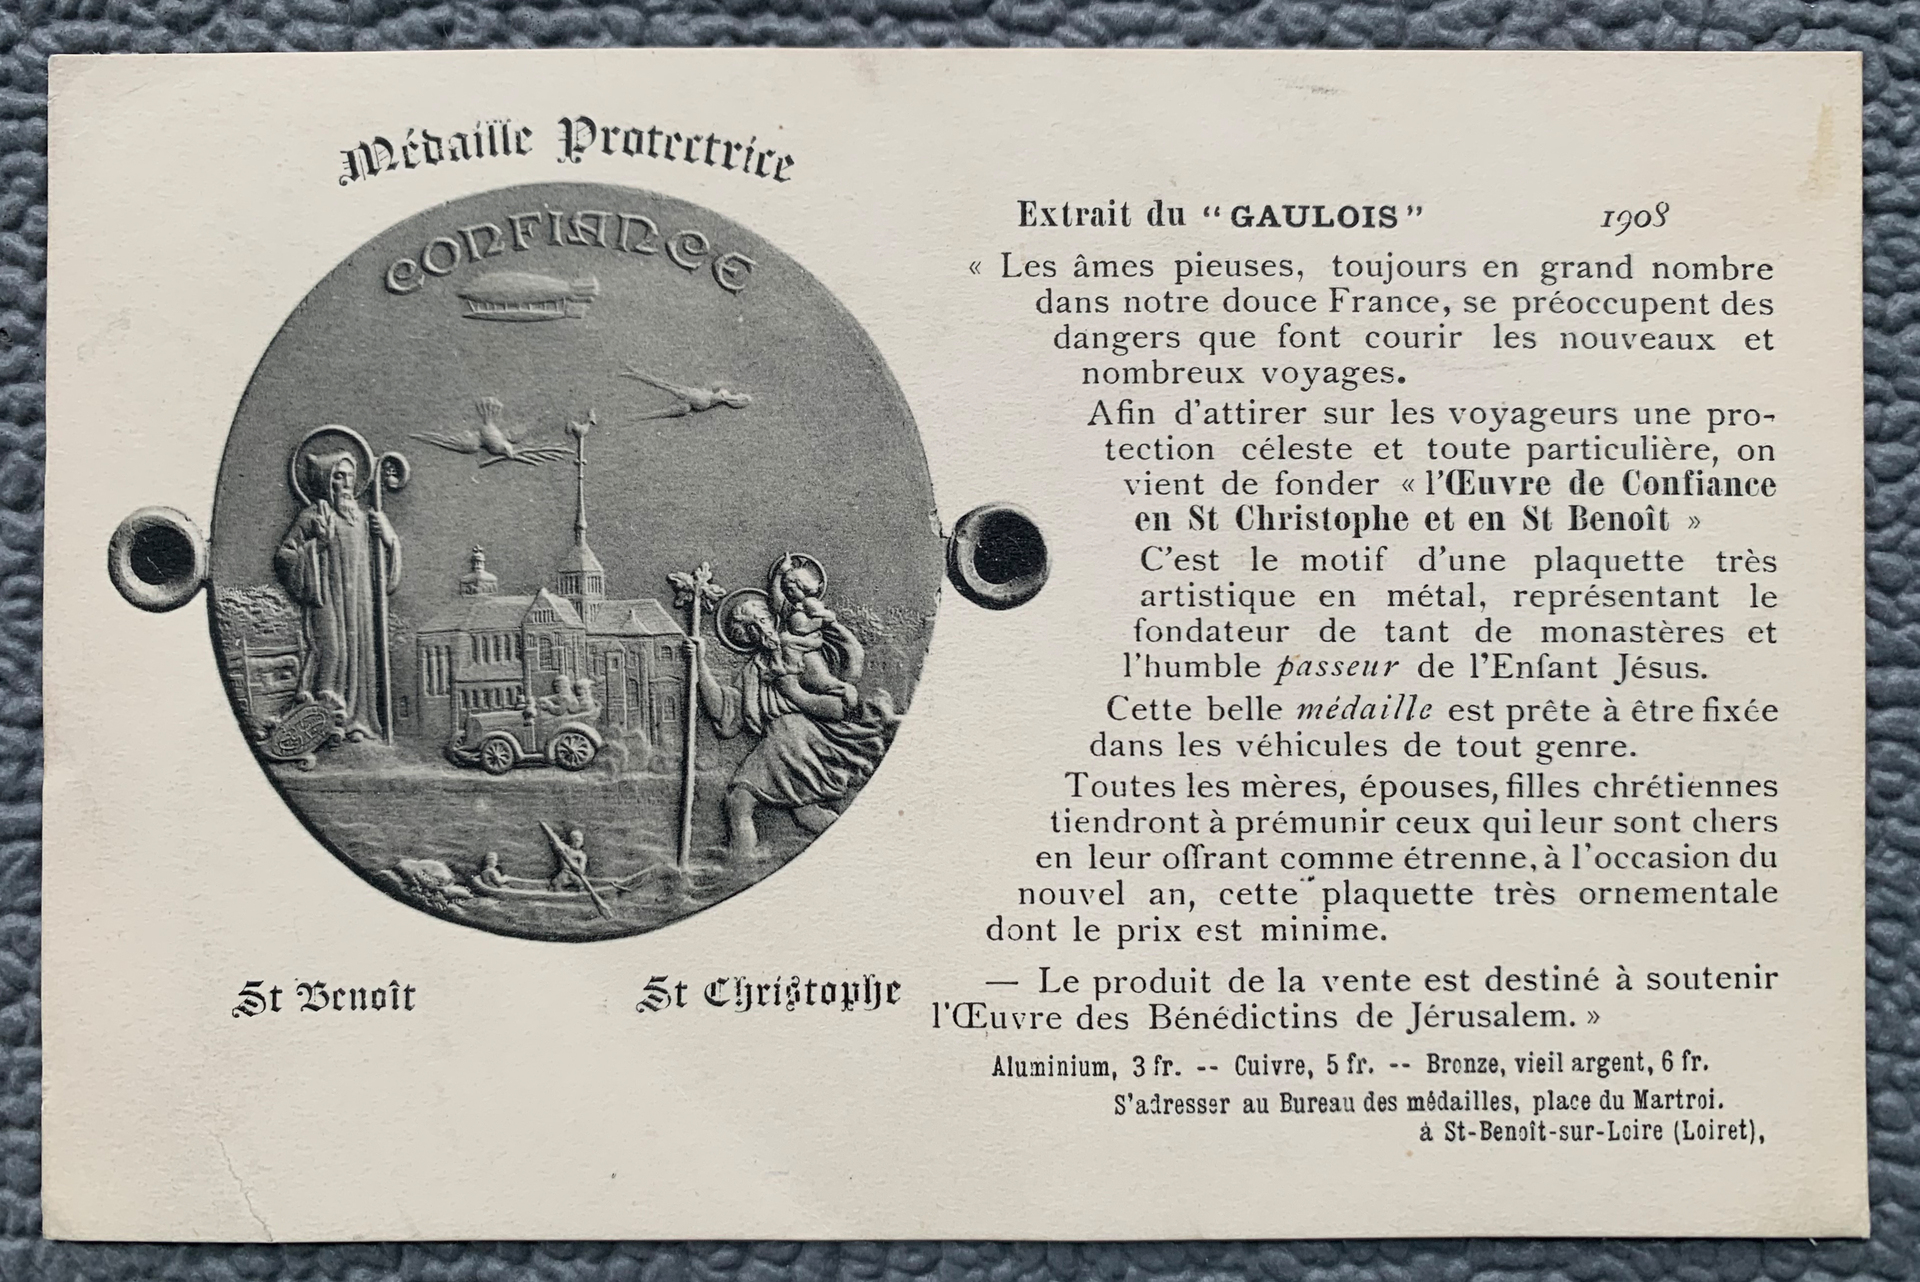 Médaille Protectrice
CONFIANCE
St Benoît
St Christophe
Extrait du “GAULOIS” 1908
« Les âmes pieuses, toujours en grand nombre
dans notre douce France, se préoccupent des
dangers que font courir les nouveaux et
nombreux voyages.
Afin d'attirer sur les voyageurs une pro-
tection céleste et toute particulière, on
vient de fonder « l'Œuvre de Confiance
en St Christophe et en St Benoît »
C'est le motif d'une plaquette très
artistique en métal, représentant le
fondateur de tant de monastères et
l'humble passeur de l'Enfant Jésus.
Cette belle médaille est prête à être fixée
dans les véhicules de tout genre.
Toutes les mères, épouses, filles chrétiennes
tiendront à prémunir ceux qui leur sont chers
en leur offrant comme étrenne, à l'occasion du
nouvel an, cette plaquette très ornementale
dont le prix est minime.
— Le produit de la vente est destiné à soutenir
l'Œuvre des Bénédictins de Jérusalem. »
Aluminium, 3 fr. -- Cuivre, 5 fr. -- Bronze, vieil argent, 6 fr.
S'adresser au Bureau des médailles, place du Martroi.
à St-Benoît-sur-Loire (Loiret),